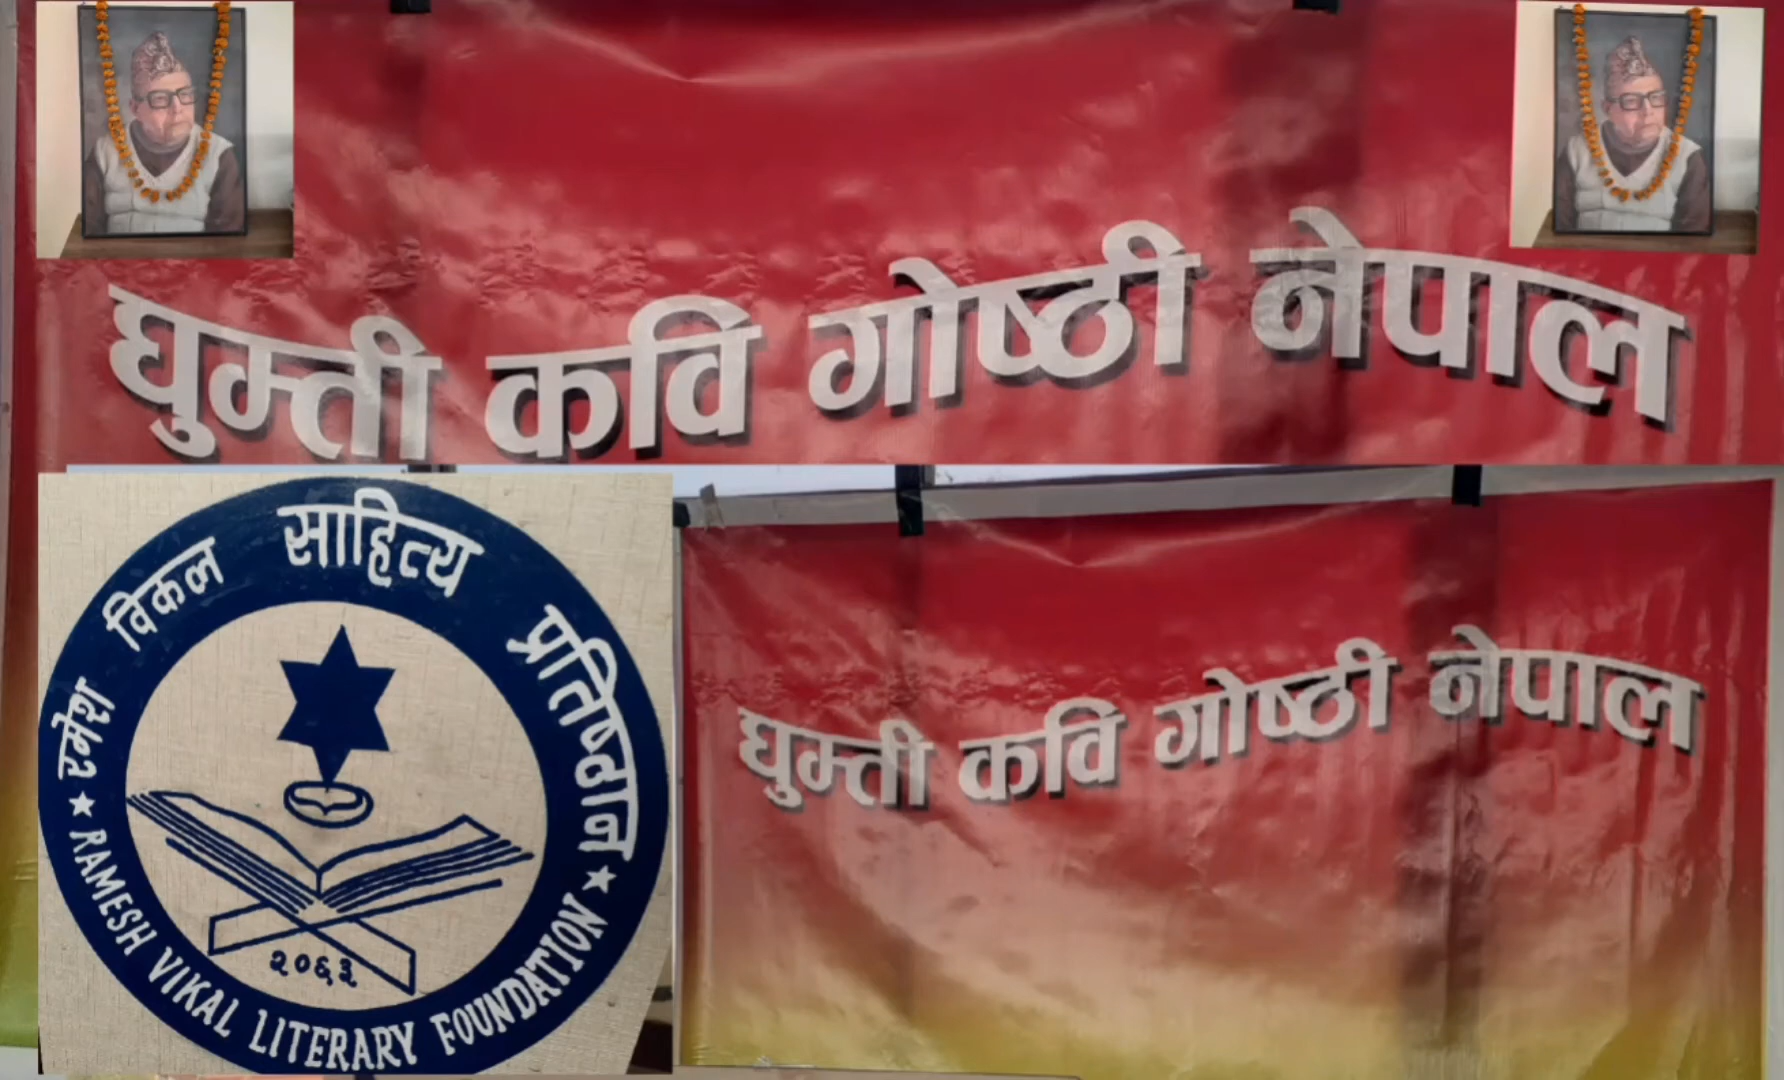 घुम्ती कवि गोष्ठी नेपाल
रमेश विकल साहित्य प्रतिष्ठान
२०६३
RAMESH VIKAL LITERARY FOUNDATION
घुम्ती कवि गोष्ठी नेपाल